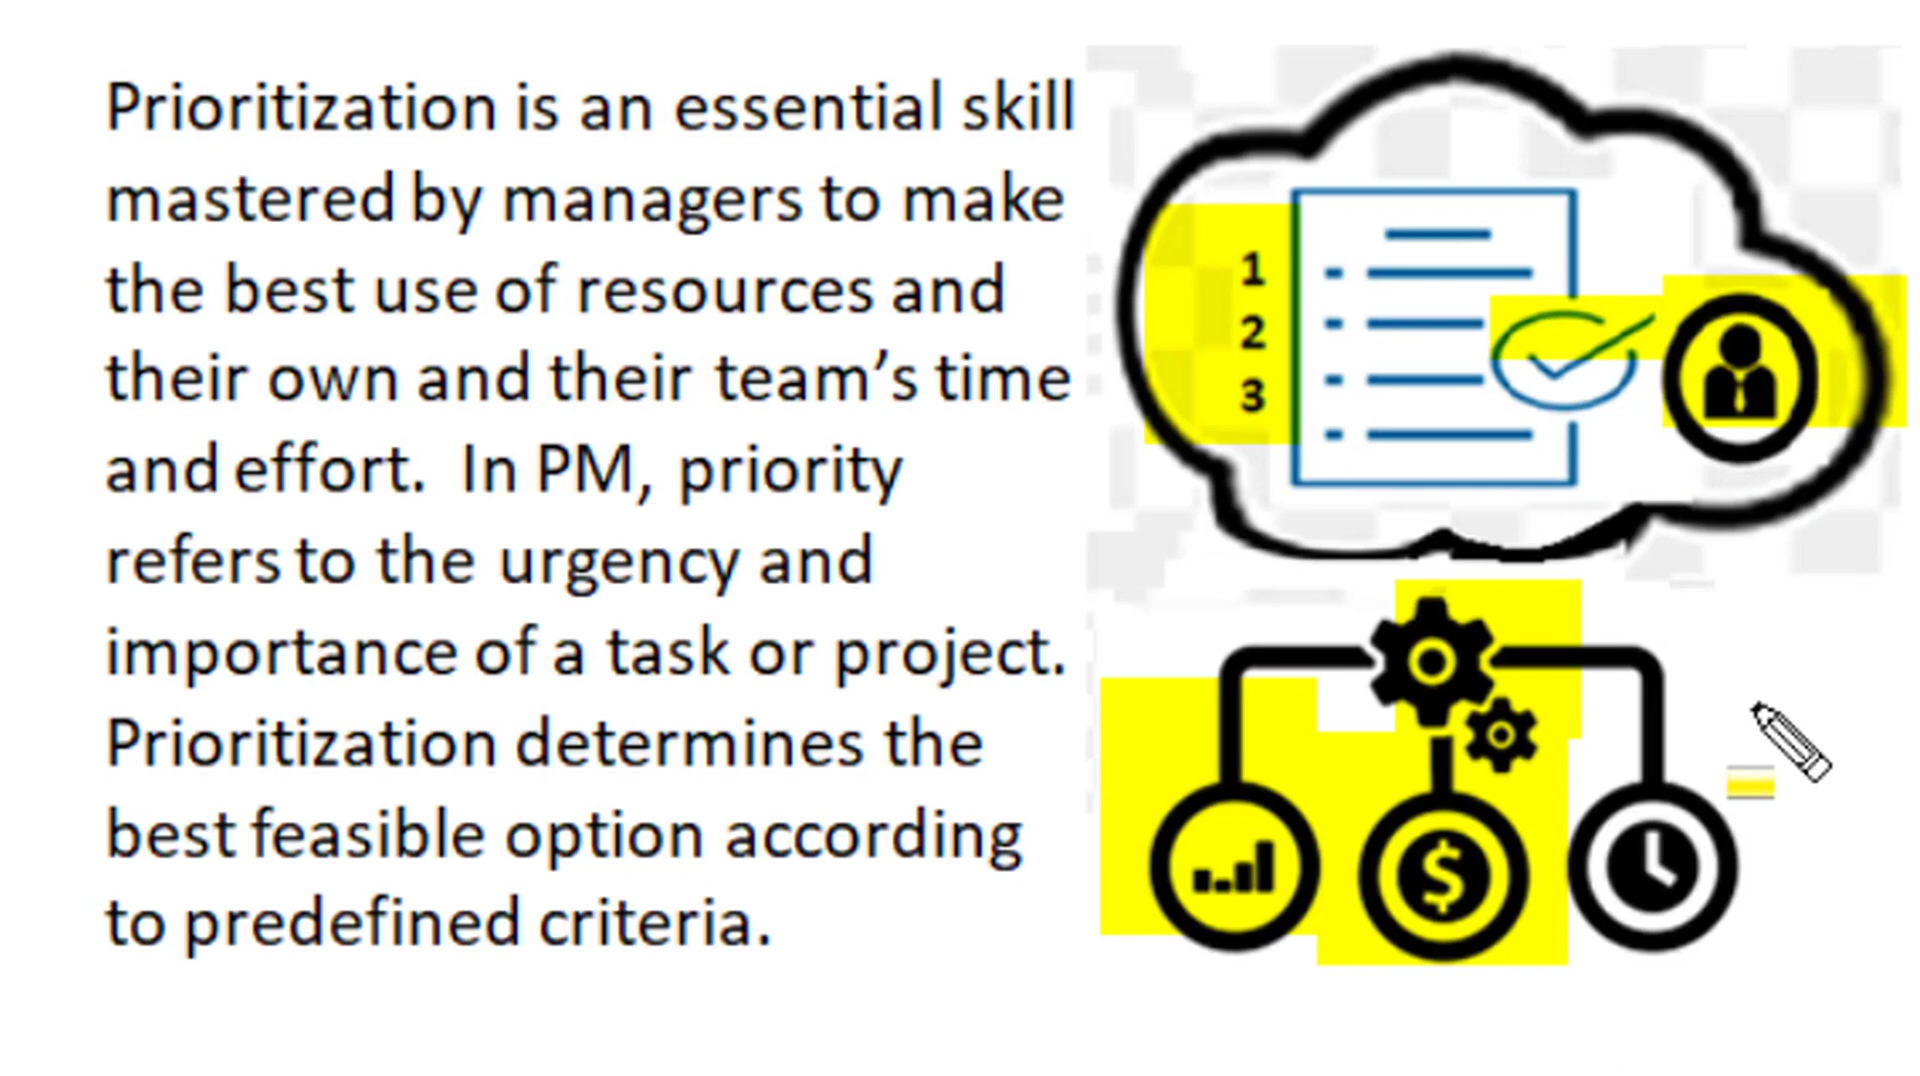 Prioritization is an essential skill
mastered by managers to make
the best use of resources and
their own and their team’s time
and effort.  In PM, priority
refers to the urgency and
importance of a task or project.
Prioritization determines the
best feasible option according
to predefined criteria.
1
2
3
$